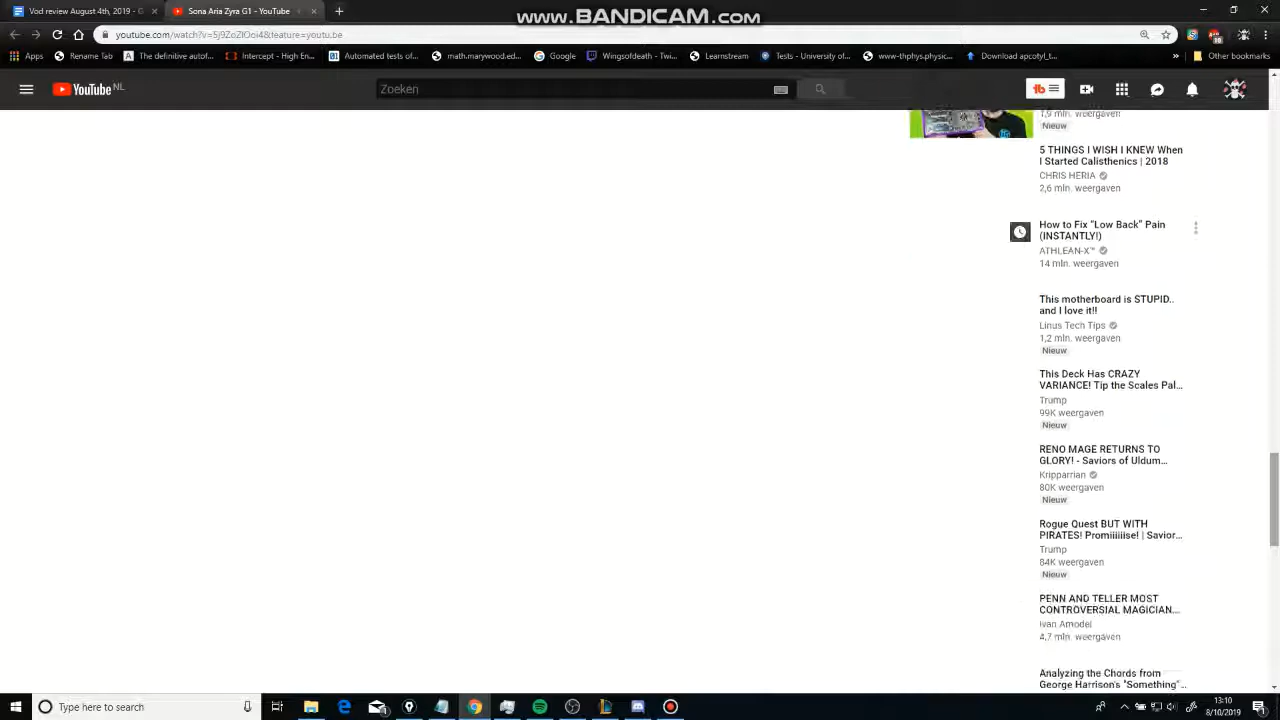 Vod review August 4th, 2019 - G
Sona Aria Zyra G1 - YouTube
www.BANDICAM.com
youtube.com/watch?v=5j9ZoZIOoi4&feature=youtu.be
Apps
Rename Tab
The definitive autof...
Intercept - High En...
Automated tests of...
math.marywood.ed...
Google
Wingsofdeath - Twi...
Learnstream
Tests - University of...
www-thphys.physic...
Download apcotyl_t...
»
Other bookmarks
YouTube NL
Zoeken
1,9 mln. weergaven
Nieuw
5 THINGS I WISH I KNEW When
I Started Calisthenics | 2018
CHRIS HERIA
2,6 mln. weergaven
How to Fix "Low Back" Pain
(INSTANTLY!)
ATHLEAN-X™
14 mln. weergaven
This motherboard is STUPID..
and I love it!!
Linus Tech Tips
1,2 mln. weergaven
Nieuw
This Deck Has CRAZY
VARIANCE! Tip the Scales Pal...
Trump
99K weergaven
Nieuw
RENO MAGE RETURNS TO
GLORY! - Saviors of Uldum...
Kripparrian
80K weergaven
Nieuw
Rogue Quest BUT WITH
PIRATES! Promiiiiiise! | Savior...
Trump
84K weergaven
Nieuw
PENN AND TELLER MOST
CONTROVERSIAL MAGICIAN...
Ivan Amodei
4,7 mln. weergaven
Analyzing the Chords from
George Harrison's "Something"...
Type here to search
13:10
8/10/2019